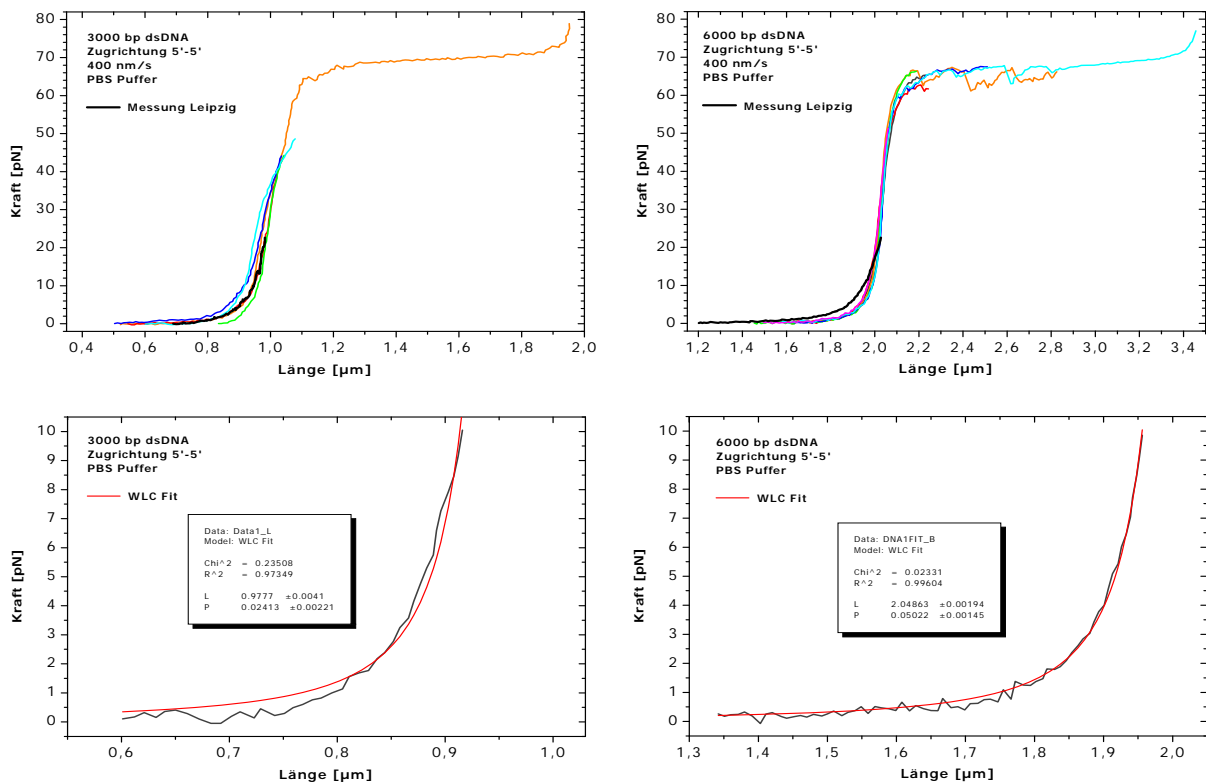 80
70
60
50
40
30
20
10
0
Kraft [pN]
3000 bp dsDNA
Zugrichtung 5'-5'
400 nm/s
PBS Puffer
Messung Leipzig
0,4 0,6 0,8 1,0 1,2 1,4 1,6 1,8 2,0
Länge [µm]
80
70
60
50
40
30
20
10
0
Kraft [pN]
6000 bp dsDNA
Zugrichtung 5'-5'
400 nm/s
PBS Puffer
Messung Leipzig
1,2 1,4 1,6 1,8 2,0 2,2 2,4 2,6 2,8 3,0 3,2 3,4
Länge [µm]
10
9
8
7
6
5
4
3
2
1
0
Kraft [pN]
3000 bp dsDNA
Zugrichtung 5'-5'
PBS Puffer
WLC Fit
Data: Data1_L
Model: WLC Fit
Chi^2 = 0.23508
R^2 = 0.97349
L 0.9777 ±0.0041
P 0.02413 ±0.00221
0,6 0,7 0,8 0,9 1,0
Länge [µm]
10
9
8
7
6
5
4
3
2
1
0
Kraft [pN]
6000 bp dsDNA
Zugrichtung 5'-5'
PBS Puffer
WLC Fit
Data: DNA1FIT_B
Model: WLC Fit
Chi^2 = 0.02331
R^2 = 0.99604
L 2.04863 ±0.00194
P 0.05022 ±0.00145
1,3 1,4 1,5 1,6 1,7 1,8 1,9 2,0
Länge [µm]